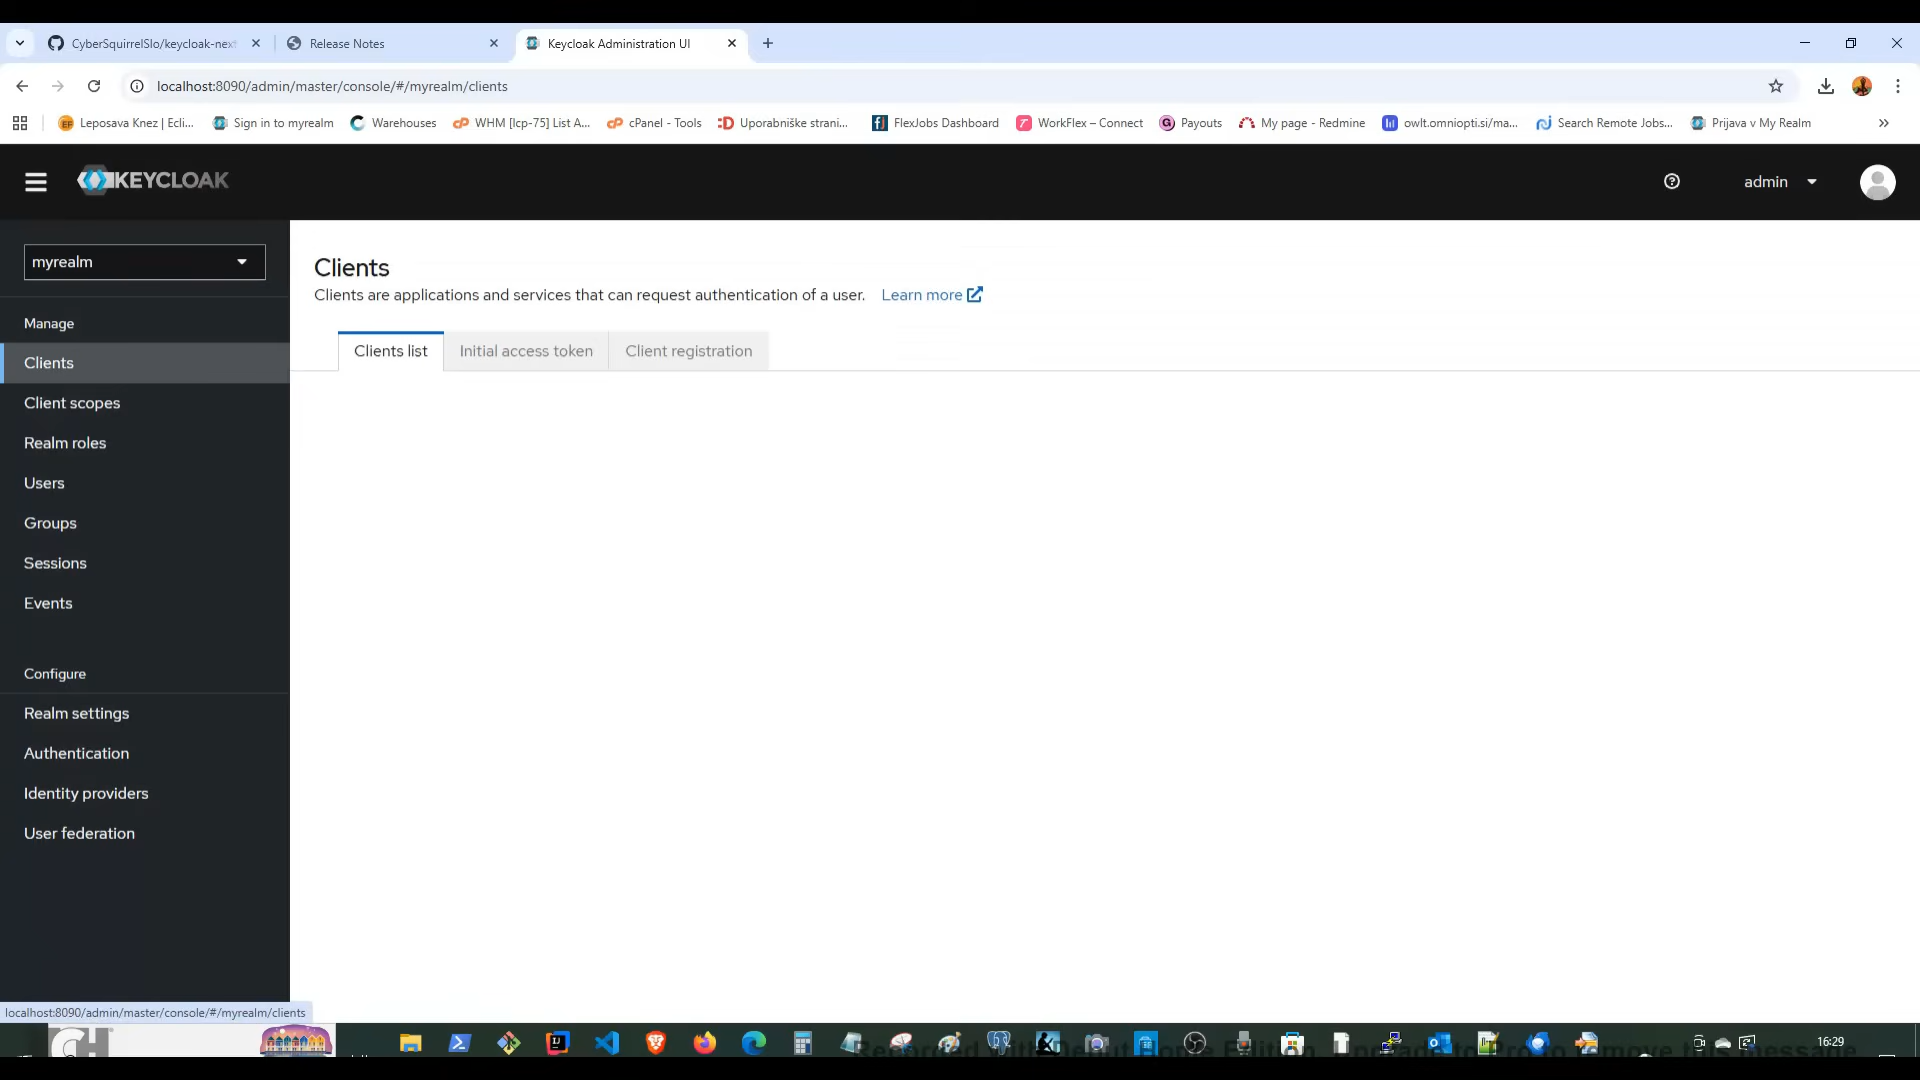 CyberSquirrelSlo/keycloak-next
Release Notes
Keycloak Administration UI
localhost:8090/admin/master/console/#/myrealm/clients
Leposava Knez | Ecli...
Sign in to myrealm
Warehouses
WHM [lcp-75] List A...
cPanel - Tools
Uporabniške strani...
FlexJobs Dashboard
WorkFlex – Connect
Payouts
My page - Redmine
owlt.omniopti.si/ma...
Search Remote Jobs...
Prijava v My Realm
KEYCLOAK
admin
myrealm
Manage
Clients
Client scopes
Realm roles
Users
Groups
Sessions
Events
Configure
Realm settings
Authentication
Identity providers
User federation
Clients
Clients are applications and services that can request authentication of a user. Learn more
Clients list
Initial access token
Client registration
localhost:8090/admin/master/console/#/myrealm/clients
16:29